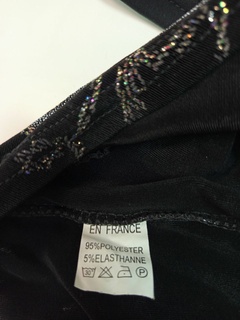 EN FRANCE
95%POLYESTER
5%ELASTHANNE
P